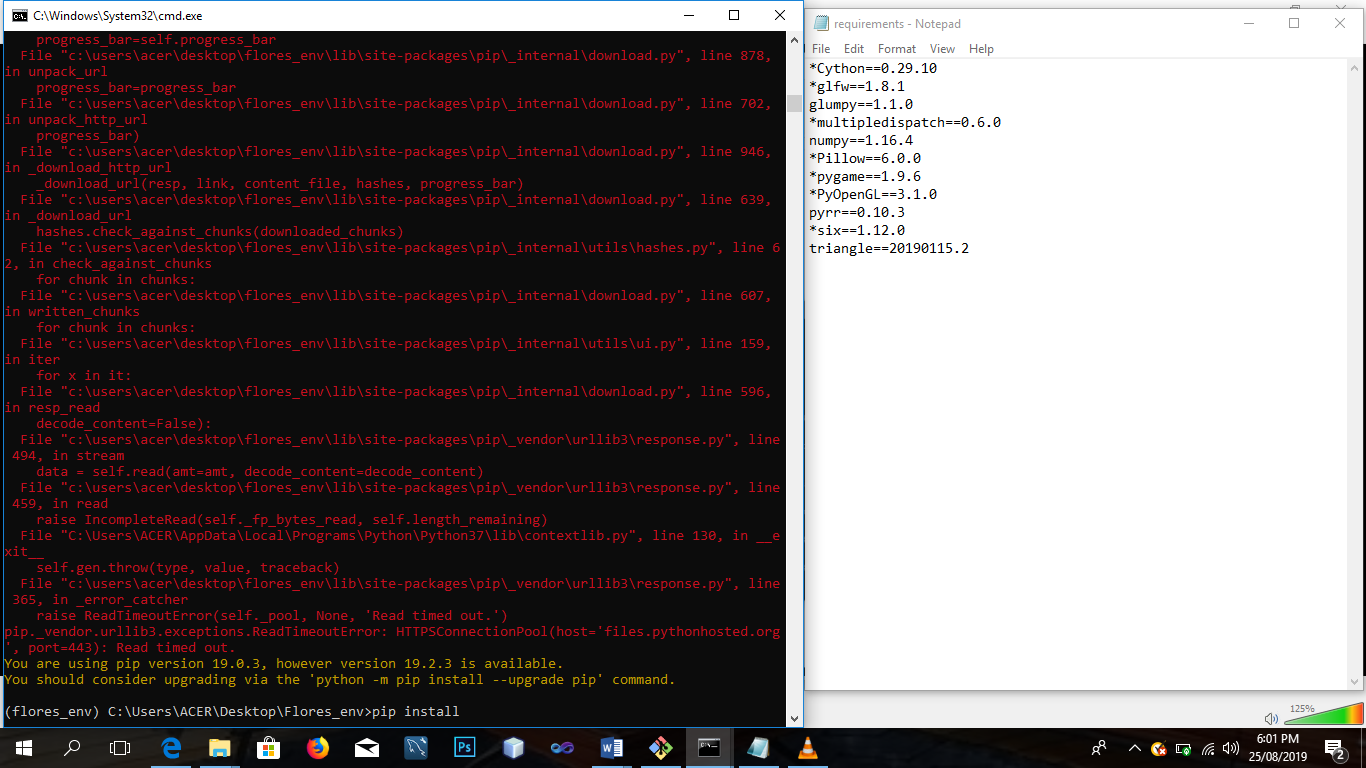 C:\Windows\System32\cmd.exe
progress_bar=self.progress_bar
File "c:\users\acer\desktop\flores_env\lib\site-packages\pip\_internal\download.py", line 878,
in unpack_url
progress_bar=progress_bar
File "c:\users\acer\desktop\flores_env\lib\site-packages\pip\_internal\download.py", line 702,
in unpack_http_url
progress_bar)
File "c:\users\acer\desktop\flores_env\lib\site-packages\pip\_internal\download.py", line 946,
in _download_http_url
_download_url(resp, link, content_file, hashes, progress_bar)
File "c:\users\acer\desktop\flores_env\lib\site-packages\pip\_internal\download.py", line 639,
in _download_url
hashes.check_against_chunks(downloaded_chunks)
File "c:\users\acer\desktop\flores_env\lib\site-packages\pip\_internal\utils\hashes.py", line 6
2, in check_against_chunks
for chunk in chunks:
File "c:\users\acer\desktop\flores_env\lib\site-packages\pip\_internal\download.py", line 607,
in written_chunks
for chunk in chunks:
File "c:\users\acer\desktop\flores_env\lib\site-packages\pip\_internal\utils\ui.py", line 159,
in iter
for x in it:
File "c:\users\acer\desktop\flores_env\lib\site-packages\pip\_internal\download.py", line 596,
in resp_read
decode_content=False):
File "c:\users\acer\desktop\flores_env\lib\site-packages\pip\_vendor\urllib3\response.py", line
494, in stream
data = self.read(amt=amt, decode_content=decode_content)
File "c:\users\acer\desktop\flores_env\lib\site-packages\pip\_vendor\urllib3\response.py", line
459, in read
raise IncompleteRead(self._fp_bytes_read, self.length_remaining)
File "C:\Users\ACER\AppData\Local\Programs\Python\Python37\lib\contextlib.py", line 130, in __e
xit__
self.gen.throw(type, value, traceback)
File "c:\users\acer\desktop\flores_env\lib\site-packages\pip\_vendor\urllib3\response.py", line
365, in _error_catcher
raise ReadTimeoutError(self._pool, None, 'Read timed out.')
pip._vendor.urllib3.exceptions.ReadTimeoutError: HTTPSConnectionPool(host='files.pythonhosted.org
', port=443): Read timed out.
You are using pip version 19.0.3, however version 19.2.3 is available.
You should consider upgrading via the 'python -m pip install --upgrade pip' command.
(flores_env) C:\Users\ACER\Desktop\Flores_env>pip install
requirements - Notepad
File Edit Format View Help
*Cython==0.29.10
*glfw==1.8.1
glumpy==1.1.0
*multipledispatch==0.6.0
numpy==1.16.4
*Pillow==6.0.0
*pygame==1.9.6
*PyOpenGL==3.1.0
pyrr==0.10.3
*six==1.12.0
triangle==20190115.2
125%
Ps
6:01 PM
25/08/2019
2